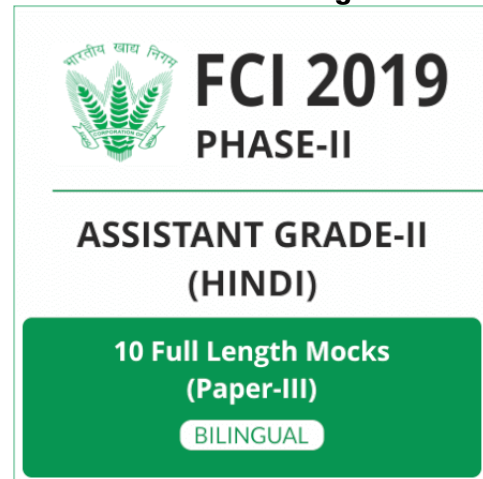 भारतीय खाद्य निगम
FCI 2019
PHASE-II
ASSISTANT GRADE-II
(HINDI)
10 Full Length Mocks
(Paper-III)
BILINGUAL